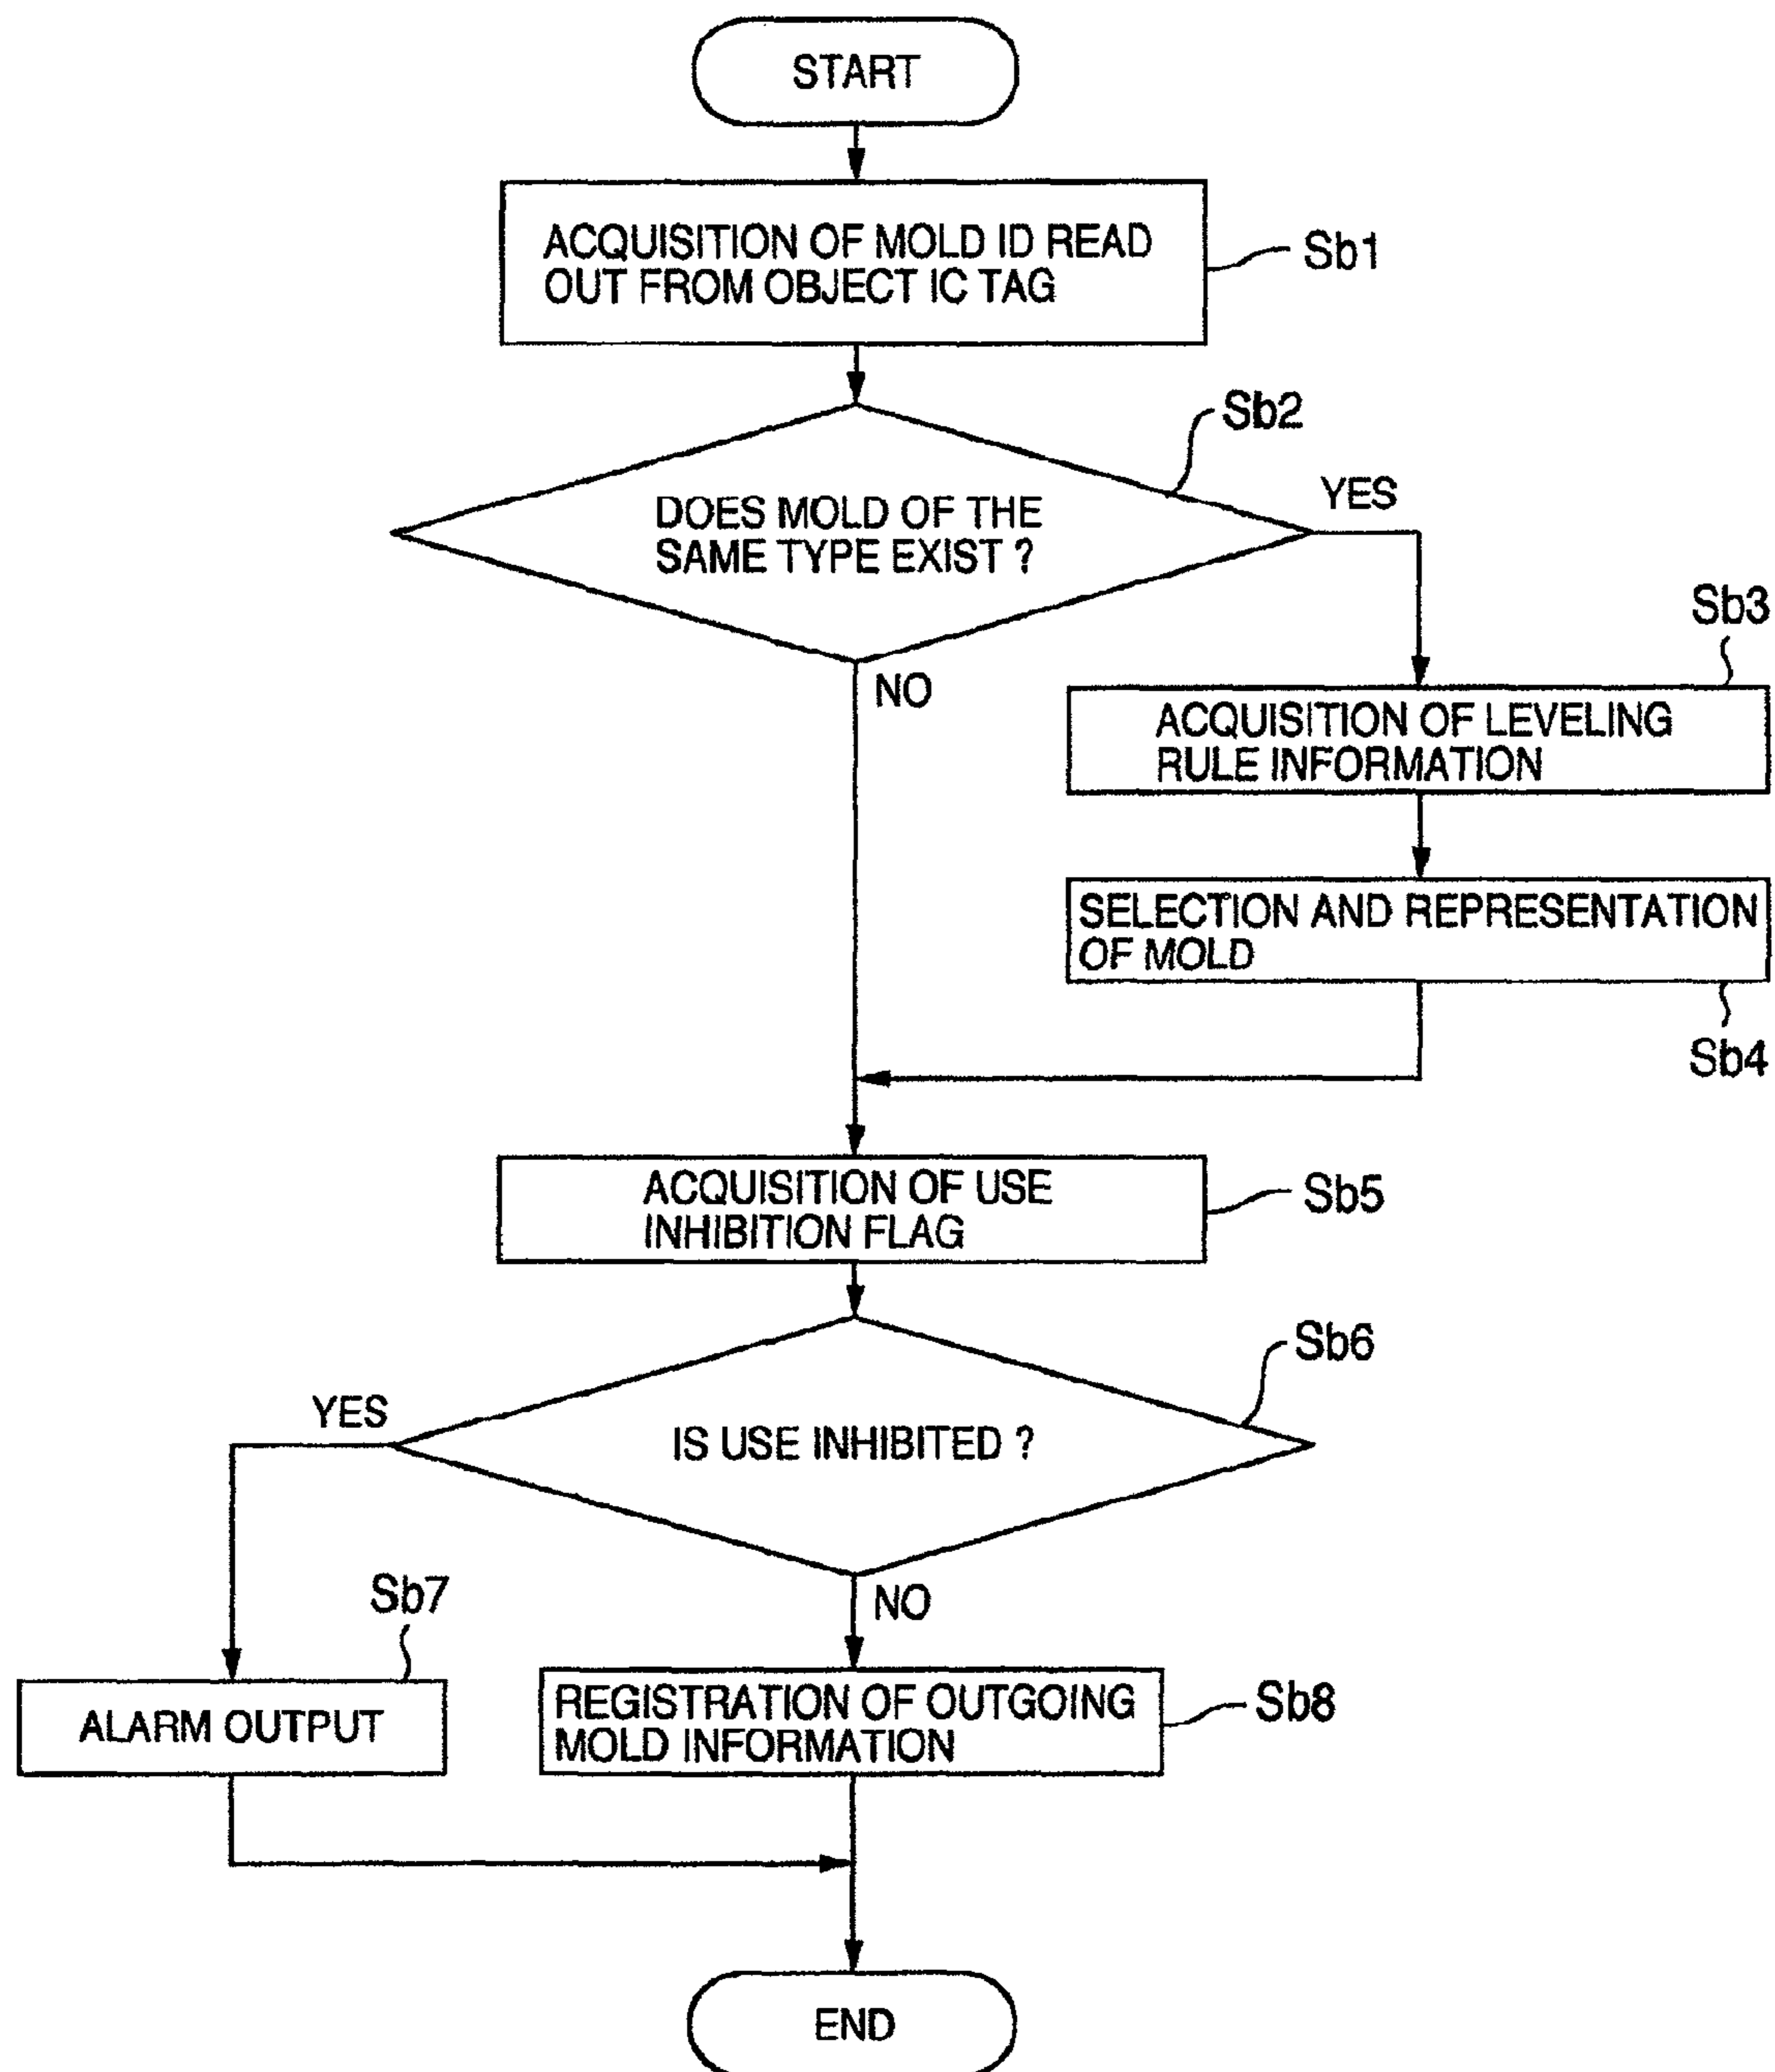 START
ACQUISITION OF MOLD ID READ
OUT FROM OBJECT IC TAG
Sb1
Sb2
DOES MOLD OF THE
SAME TYPE EXIST ?
YES
NO
Sb3
ACQUISITION OF LEVELING
RULE INFORMATION
SELECTION AND REPRESENTATION
OF MOLD
Sb4
ACQUISITION OF USE
INHIBITION FLAG
Sb5
Sb6
IS USE INHIBITED ?
YES
NO
Sb7
ALARM OUTPUT
REGISTRATION OF OUTGOING
MOLD INFORMATION
Sb8
END